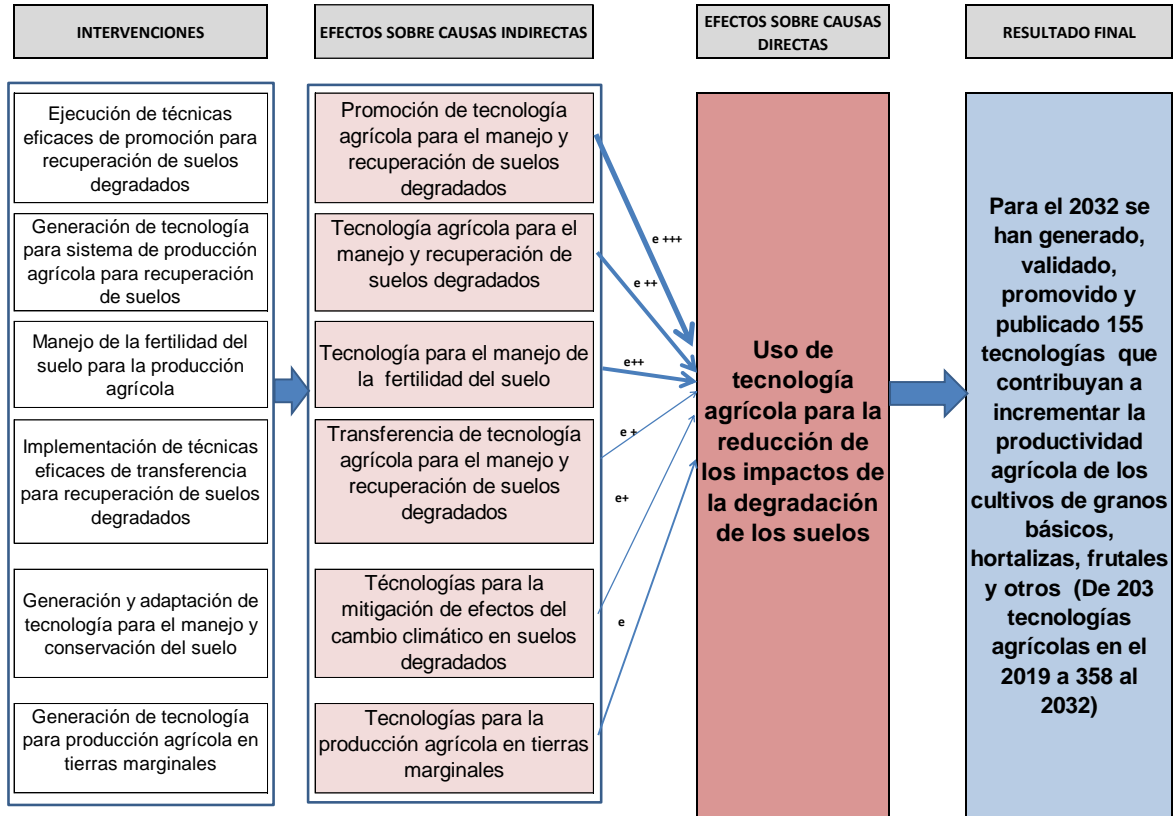 INTERVENCIONES
EFECTOS SOBRE CAUSAS INDIRECTAS
EFECTOS SOBRE CAUSAS
DIRECTAS
RESULTADO FINAL
Ejecución de técnicas
eficaces de promoción para
recuperación de suelos
degradados
Generación de tecnología
para sistema de producción
agrícola para recuperación
de suelos
Manejo de la fertilidad del
suelo para la producción
agrícola
Implementación de técnicas
eficaces de transferencia
para recuperación de suelos
degradados
Generación y adaptación de
tecnología para el manejo y
conservación del suelo
Generación de tecnología
para producción agrícola en
tierras marginales
Promoción de tecnología
agrícola para el manejo y
recuperación de suelos
degradados
Tecnología agrícola para el
manejo y recuperación de
suelos degradados
Tecnología para el manejo de
la fertilidad del suelo
Transferencia de tecnología
agrícola para el manejo y
recuperación de suelos
degradados
Técnologías para la
mitigación de efectos del
cambio climático en suelos
degradados
Tecnologías para la
producción agrícola en tierras
marginales
e +++
e ++
e++
e +
e+
e
Uso de
tecnología
agrícola para la
reducción de
los impactos de
la degradación
de los suelos
Para el 2032 se
han generado,
validado,
promovido y
publicado 155
tecnologías que
contribuyan a
incrementar la
productividad
agrícola de los
cultivos de granos
básicos,
hortalizas, frutales
y otros (De 203
tecnologías
agrícolas en el
2019 a 358 al
2032)